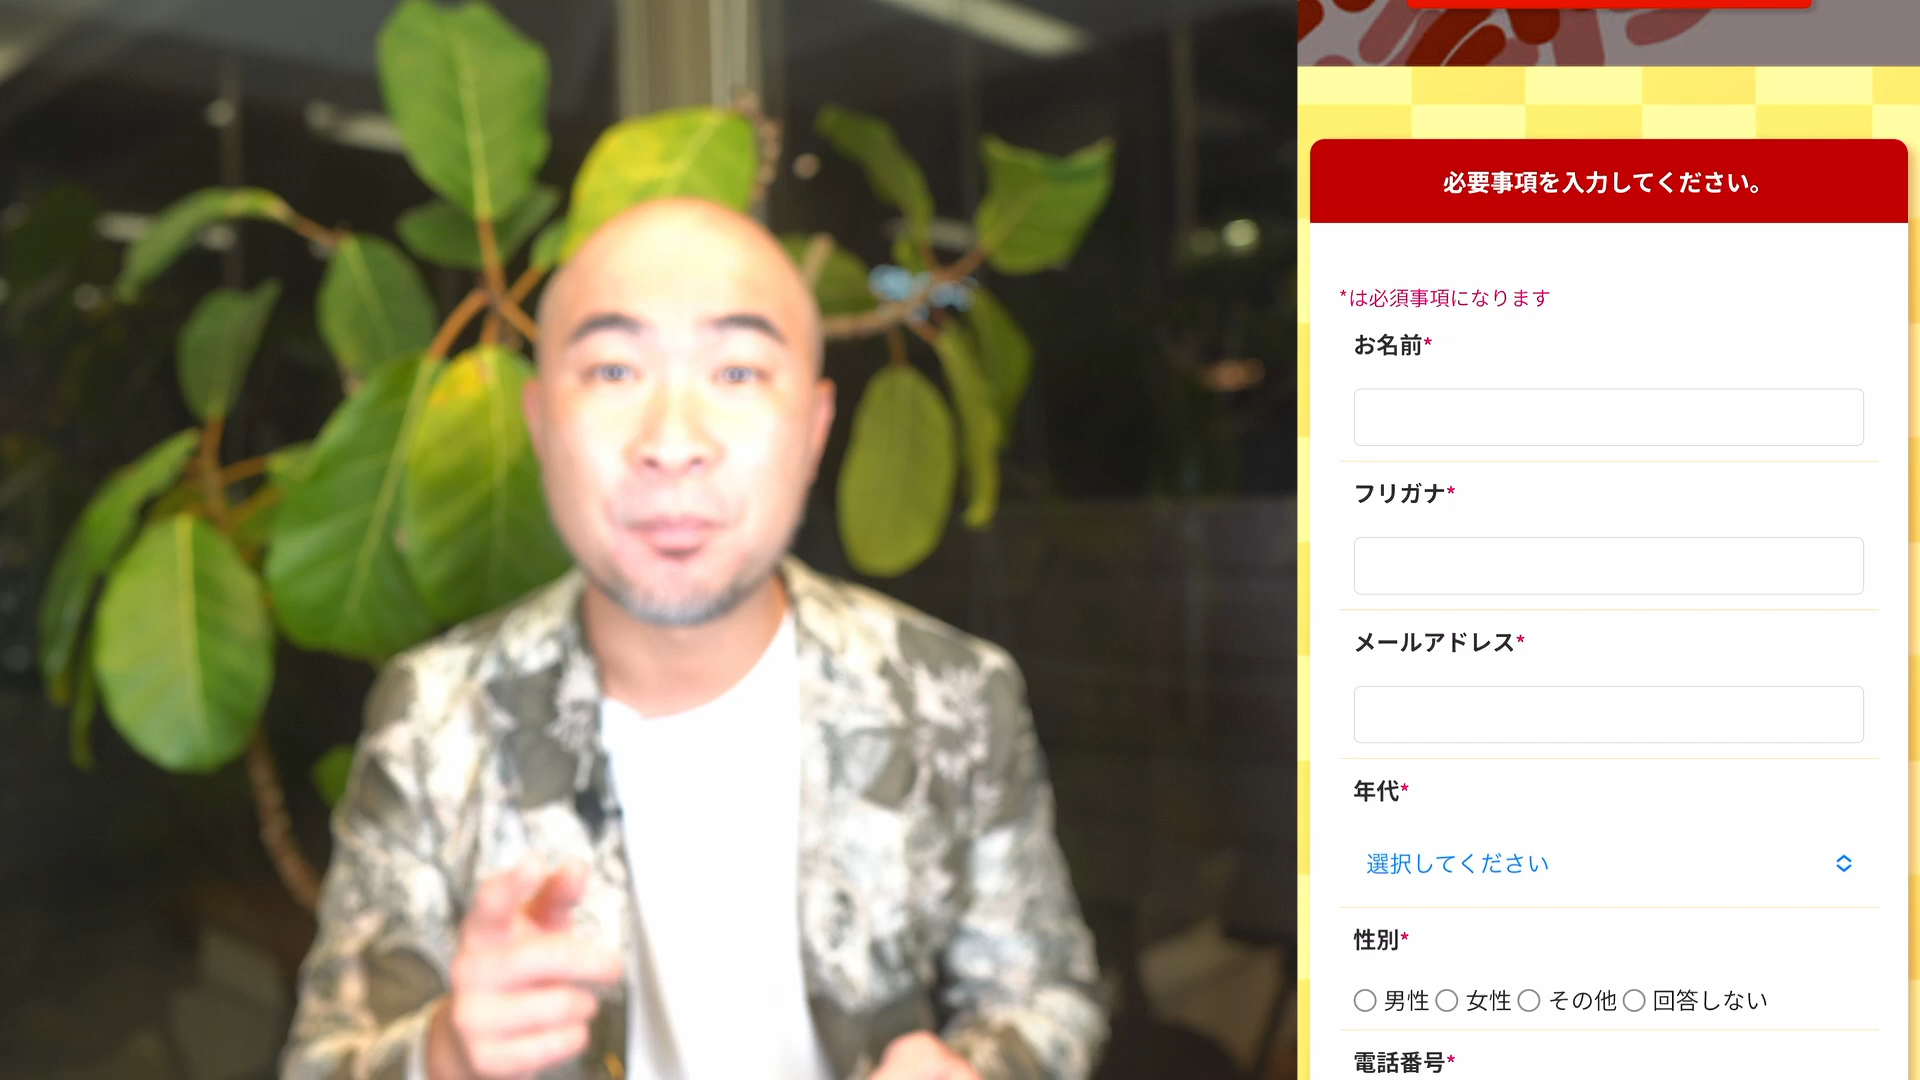 必要事項を入力してください。
*は必須事項になります
お名前*
フリガナ*
メールアドレス*
年代*
選択してください
性別*
男性 女性 その他 回答しない
電話番号*